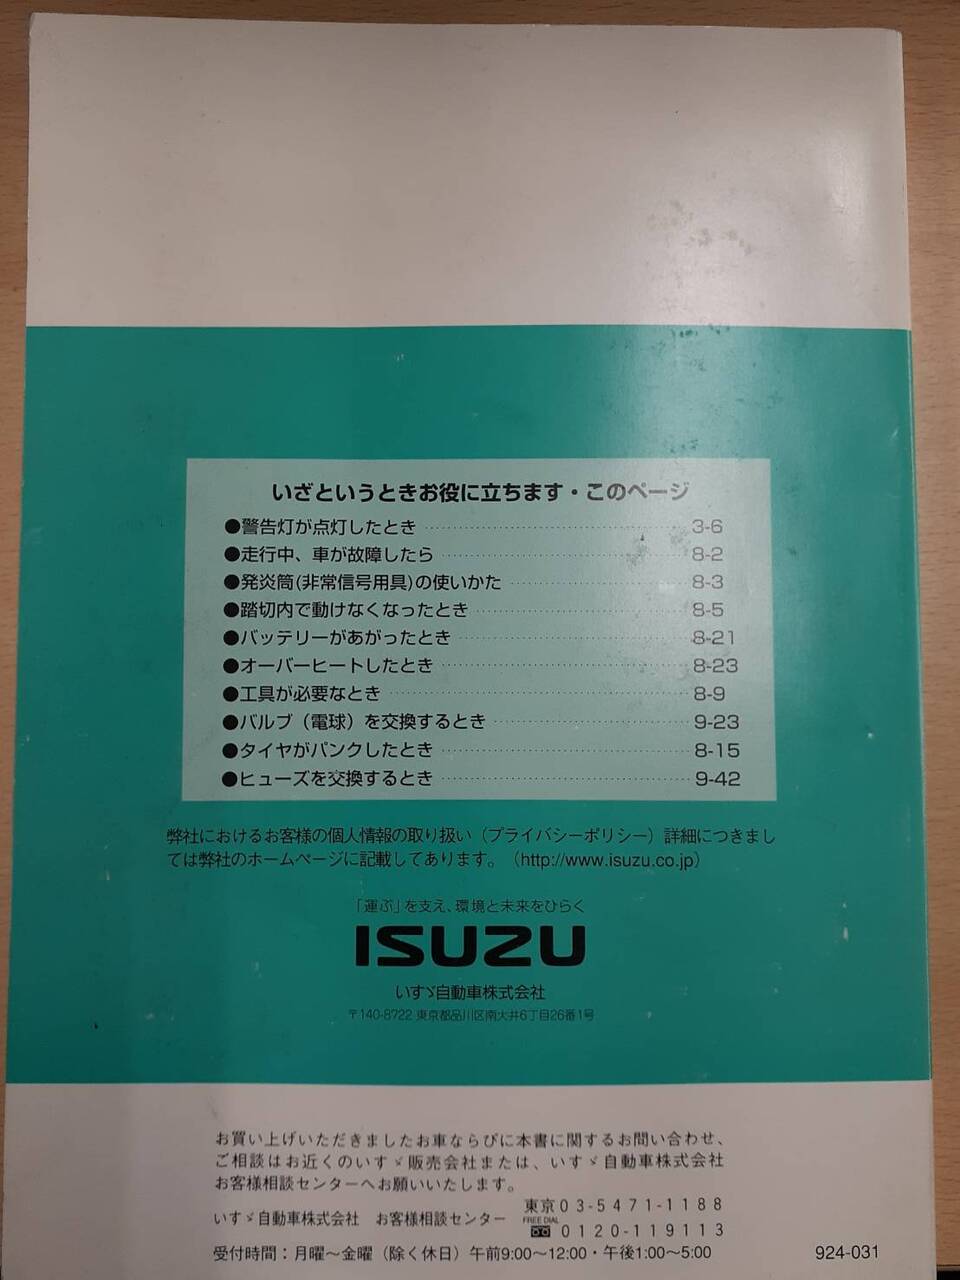 いざというときお役に立ちます・このページ
●警告灯が点灯したとき 3-6
●走行中、車が故障したら 8-2
●発炎筒(非常信号用具)の使いかた 8-3
●踏切内で動けなくなったとき 8-5
●バッテリーがあがったとき 8-21
●オーバーヒートしたとき 8-23
●工具が必要なとき 8-9
●バルブ（電球）を交換するとき 9-23
●タイヤがパンクしたとき 8-15
●ヒューズを交換するとき 9-42
弊社におけるお客様の個人情報の取り扱い（プライバシーポリシー）詳細につきまし
ては弊社のホームページに記載してあります。（http://www.isuzu.co.jp）
「運ぶ」を支え、環境と未来をひらく
ISUZU
いすゞ自動車株式会社
〒140-8722 東京都品川区南大井6丁目26番1号
お買い上げいただきましたお車ならびに本書に関するお問い合わせ、
ご相談はお近くのいすゞ販売会社または、いすゞ自動車株式会社
お客様相談センターへお願いいたします。
いすゞ自動車株式会社 お客様相談センター
東京03-5471-1188
FREE DIAL
0120-119113
受付時間：月曜～金曜（除く休日）午前9:00～12:00・午後1:00～5:00
924-031